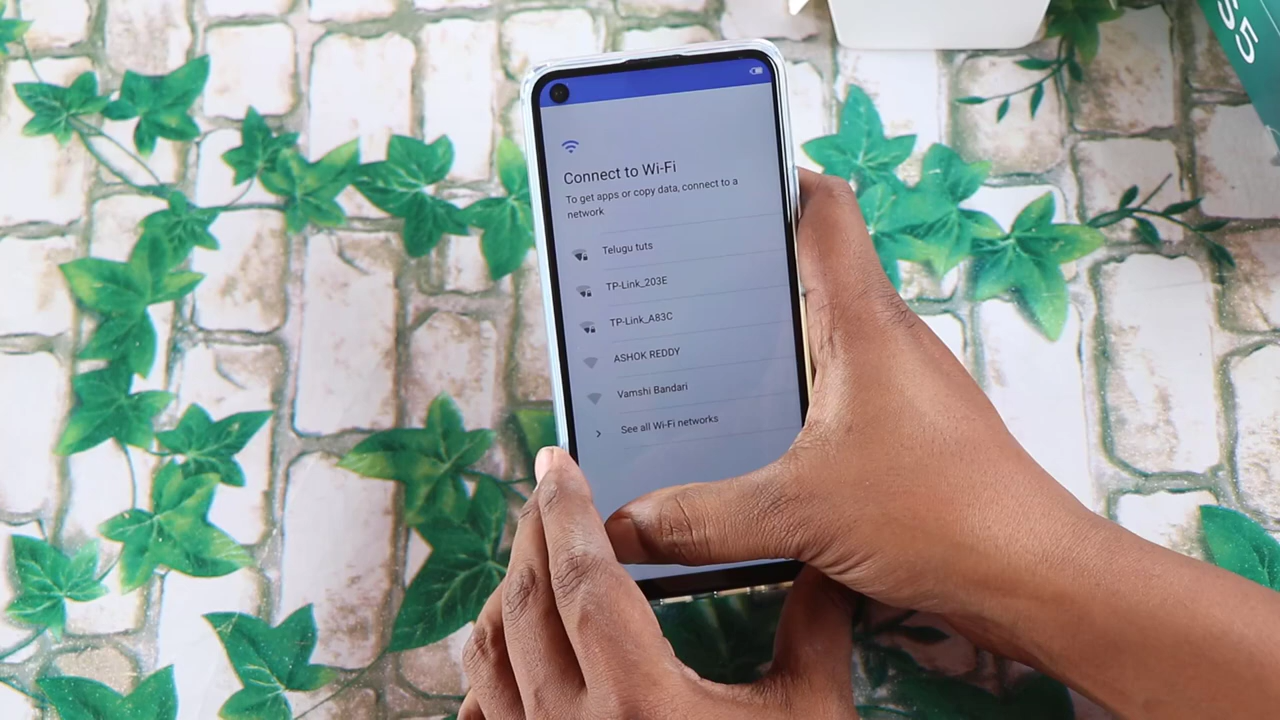 S5
Connect to Wi-Fi
To get apps or copy data, connect to a
network
Telugu tuts
TP-Link_203E
TP-Link_A83C
ASHOK REDDY
Vamshi Bandari
See all Wi-Fi networks